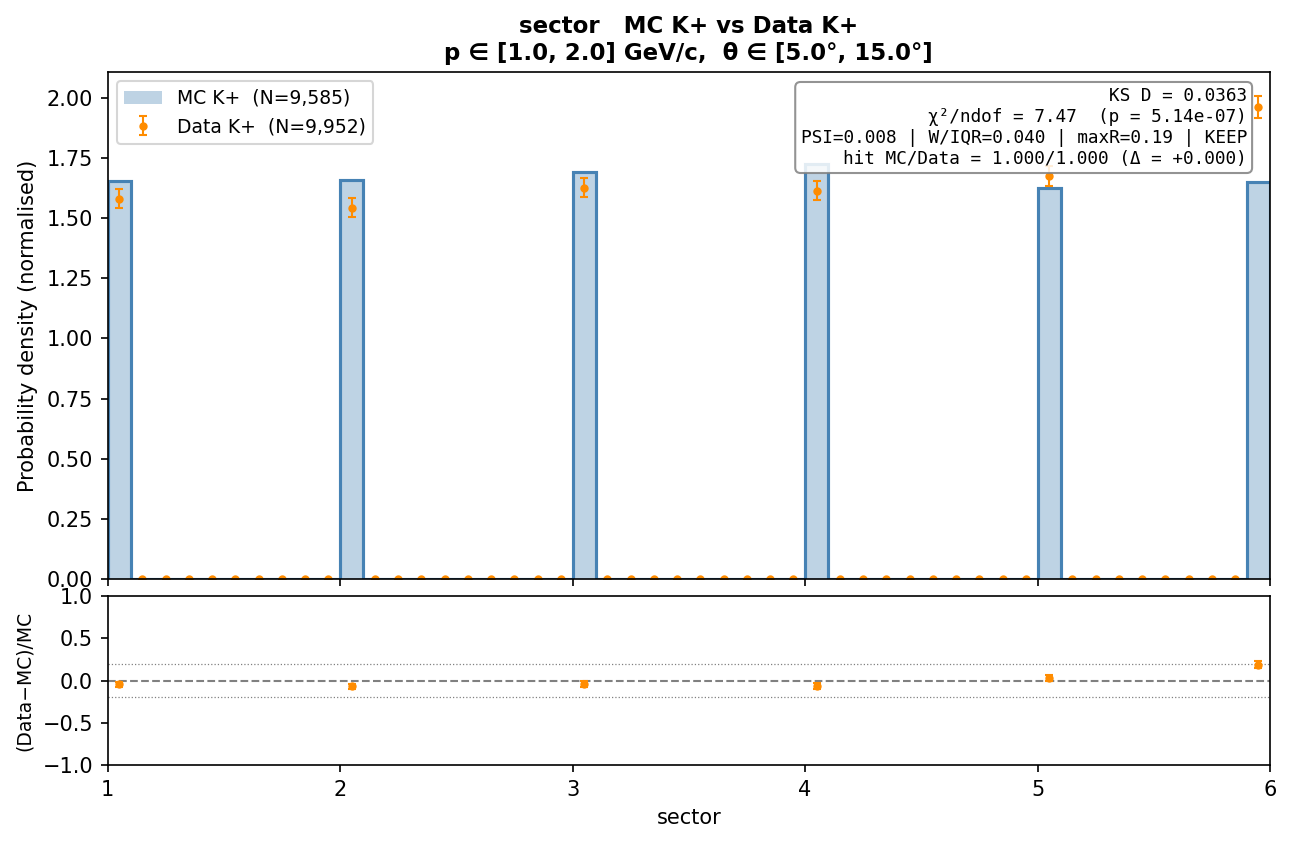 sector   MC K+ vs Data K+
p ∈ [1.0, 2.0] GeV/c,  θ ∈ [5.0°, 15.0°]
MC K+  (N=9,585)
Data K+  (N=9,952)
KS D = 0.0363
χ²/ndof = 7.47  (p = 5.14e-07)
PSI=0.008 | W/IQR=0.040 | maxR=0.19 | KEEP
hit MC/Data = 1.000/1.000 (Δ = +0.000)
Probability density (normalised)
2.00
1.75
1.50
1.25
1.00
0.75
0.50
0.25
0.00
(Data−MC)/MC
1.0
0.5
0.0
−0.5
−1.0
1 2 3 4 5 6
sector